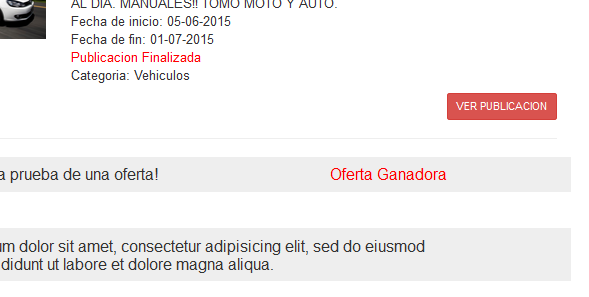 AL DIA. MANUALES!! TOMO MOTO Y AUTO.
Fecha de inicio: 05-06-2015
Fecha de fin: 01-07-2015
Publicacion Finalizada
Categoria: Vehiculos
VER PUBLICACION
a prueba de una oferta! Oferta Ganadora
um dolor sit amet, consectetur adipisicing elit, sed do eiusmod
didunt ut labore et dolore magna aliqua.